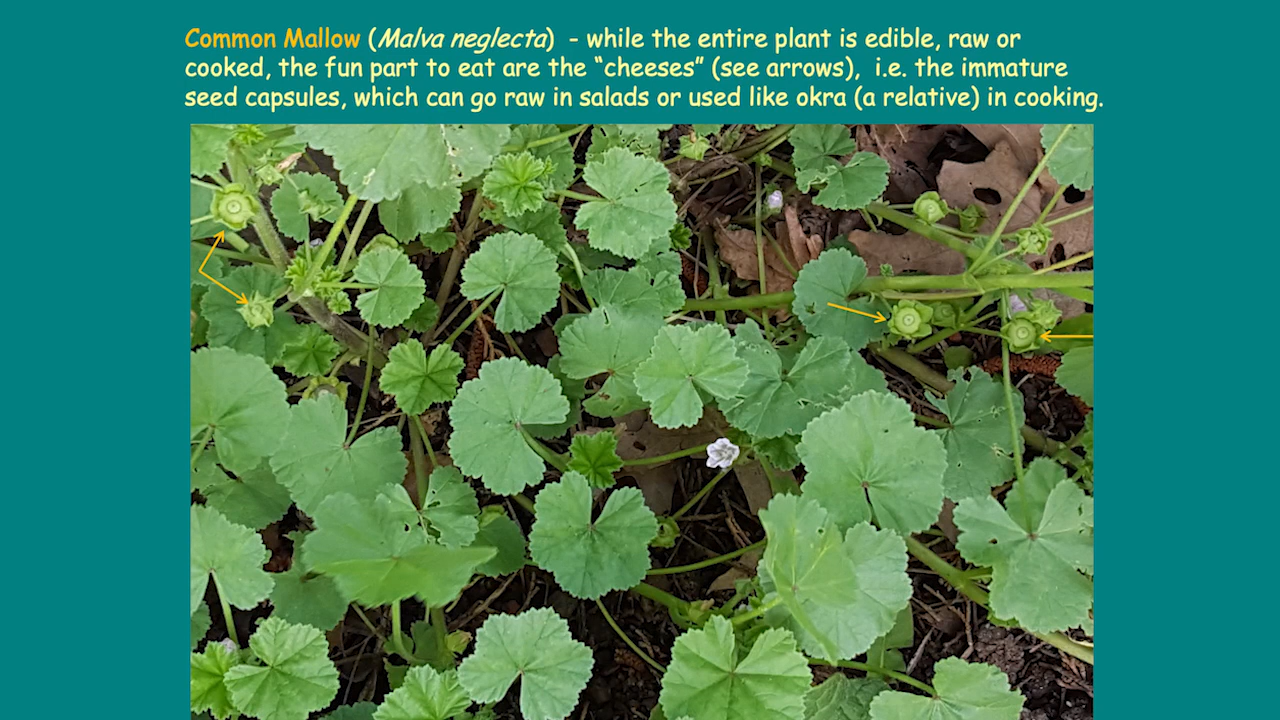 Common Mallow (Malva neglecta)  - while the entire plant is edible, raw or
cooked, the fun part to eat are the “cheeses” (see arrows),  i.e. the immature
seed capsules, which can go raw in salads or used like okra (a relative) in cooking.